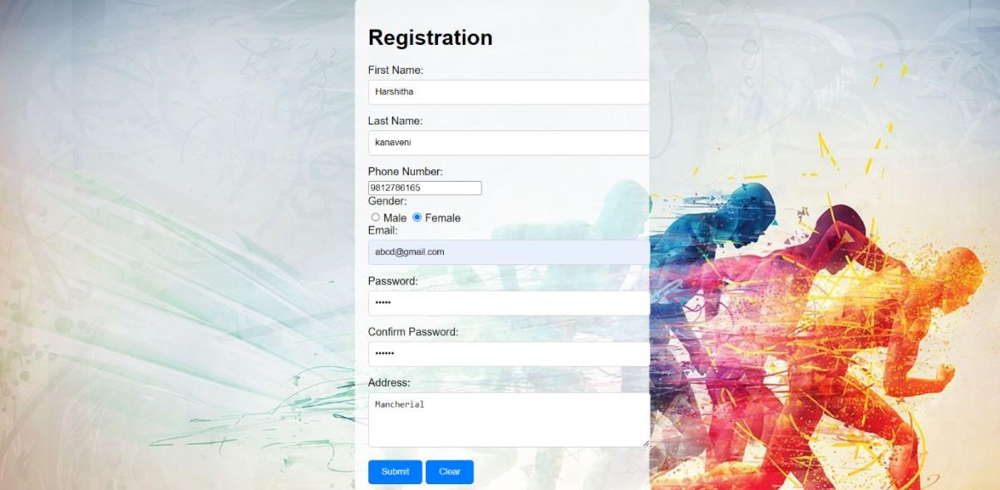 Registration
First Name:
Harshitha
Last Name:
kanaveni
Phone Number:
9812786165
Gender:
Male Female
Email:
abcd@gmail.com
Password:
•••••
Confirm Password:
••••••
Address:
Mancherial
Submit Clear